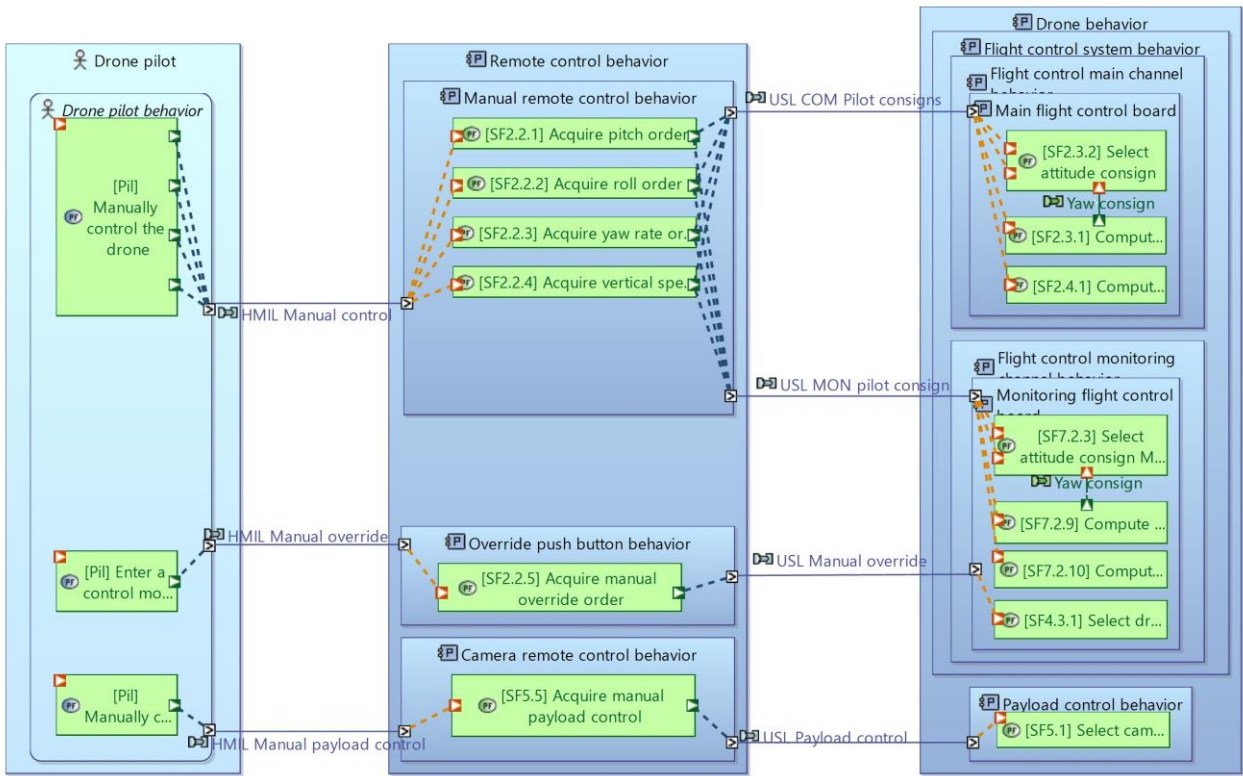 Drone pilot
Drone pilot behavior
[Pil]
Manually
control the
drone
HMIL Manual control
[Pil] Enter a
control mo...
HMIL Manual override
[Pil]
Manually c...
HMIL Manual payload control
Remote control behavior
Manual remote control behavior
[SF2.2.1] Acquire pitch order
[SF2.2.2] Acquire roll order
[SF2.2.3] Acquire yaw rate or...
[SF2.2.4] Acquire vertical spe...
Override push button behavior
[SF2.2.5] Acquire manual
override order
Camera remote control behavior
[SF5.5] Acquire manual
payload control
USL COM Pilot consigns
USL MON pilot consign
USL Manual override
USL Payload control
Drone behavior
Flight control system behavior
Flight control main channel
behavior
Main flight control board
[SF2.3.2] Select
attitude consign
Yaw consign
[SF2.3.1] Comput...
[SF2.4.1] Comput...
Flight control monitoring
channel behavior
Monitoring flight control
board
[SF7.2.3] Select
attitude consign M...
Yaw consign
[SF7.2.9] Compute ...
[SF7.2.10] Comput...
[SF4.3.1] Select dr...
Payload control behavior
[SF5.1] Select cam...